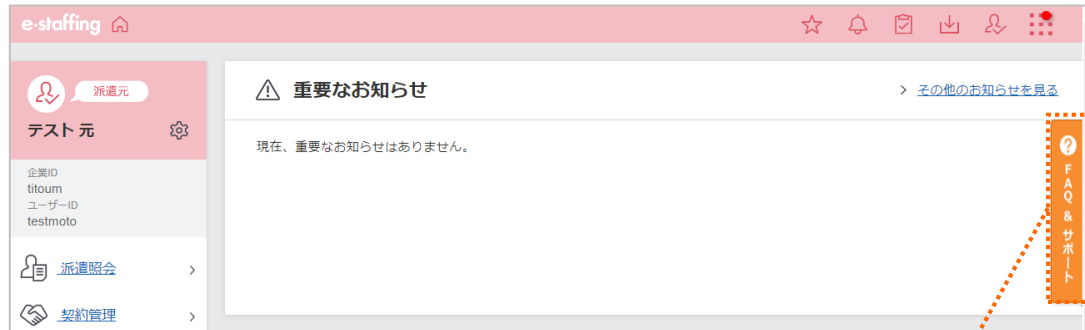 e-staffing
派遣元
テスト 元
企業ID
titoum
ユーザーID
testmoto
派遣照会
契約管理
重要なお知らせ
その他のお知らせを見る
現在、重要なお知らせはありません。
? FAQ & サポート